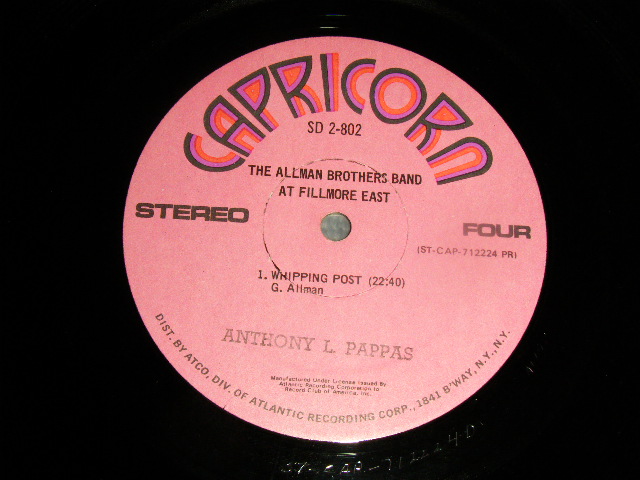 CAPRICORN
SD 2-802
THE ALLMAN BROTHERS BAND
AT FILLMORE EAST
STEREO
FOUR
(ST-CAP-712224 PR)
1. WHIPPING POST (22:40)
G. Allman
ANTHONY L. PAPPAS
Manufactured Under License Issued By
Atlantic Recording Corporation to
Record Club of America, Inc.
DIST. BY ATCO, DIV. OF ATLANTIC RECORDING CORP., 1841 B'WAY, N.Y., N.Y.